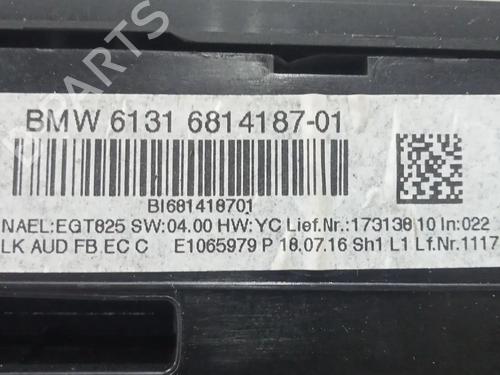 BMW 6131 6814187-01
BI681418701
NAEL:EGT825 SW:04.00 HW:YC Lief.Nr.:173138 10 In:022
LK AUD FB EC C E1065979 P 18.07.16 Sh1 L1 Lf.Nr.1117
B-PARTS